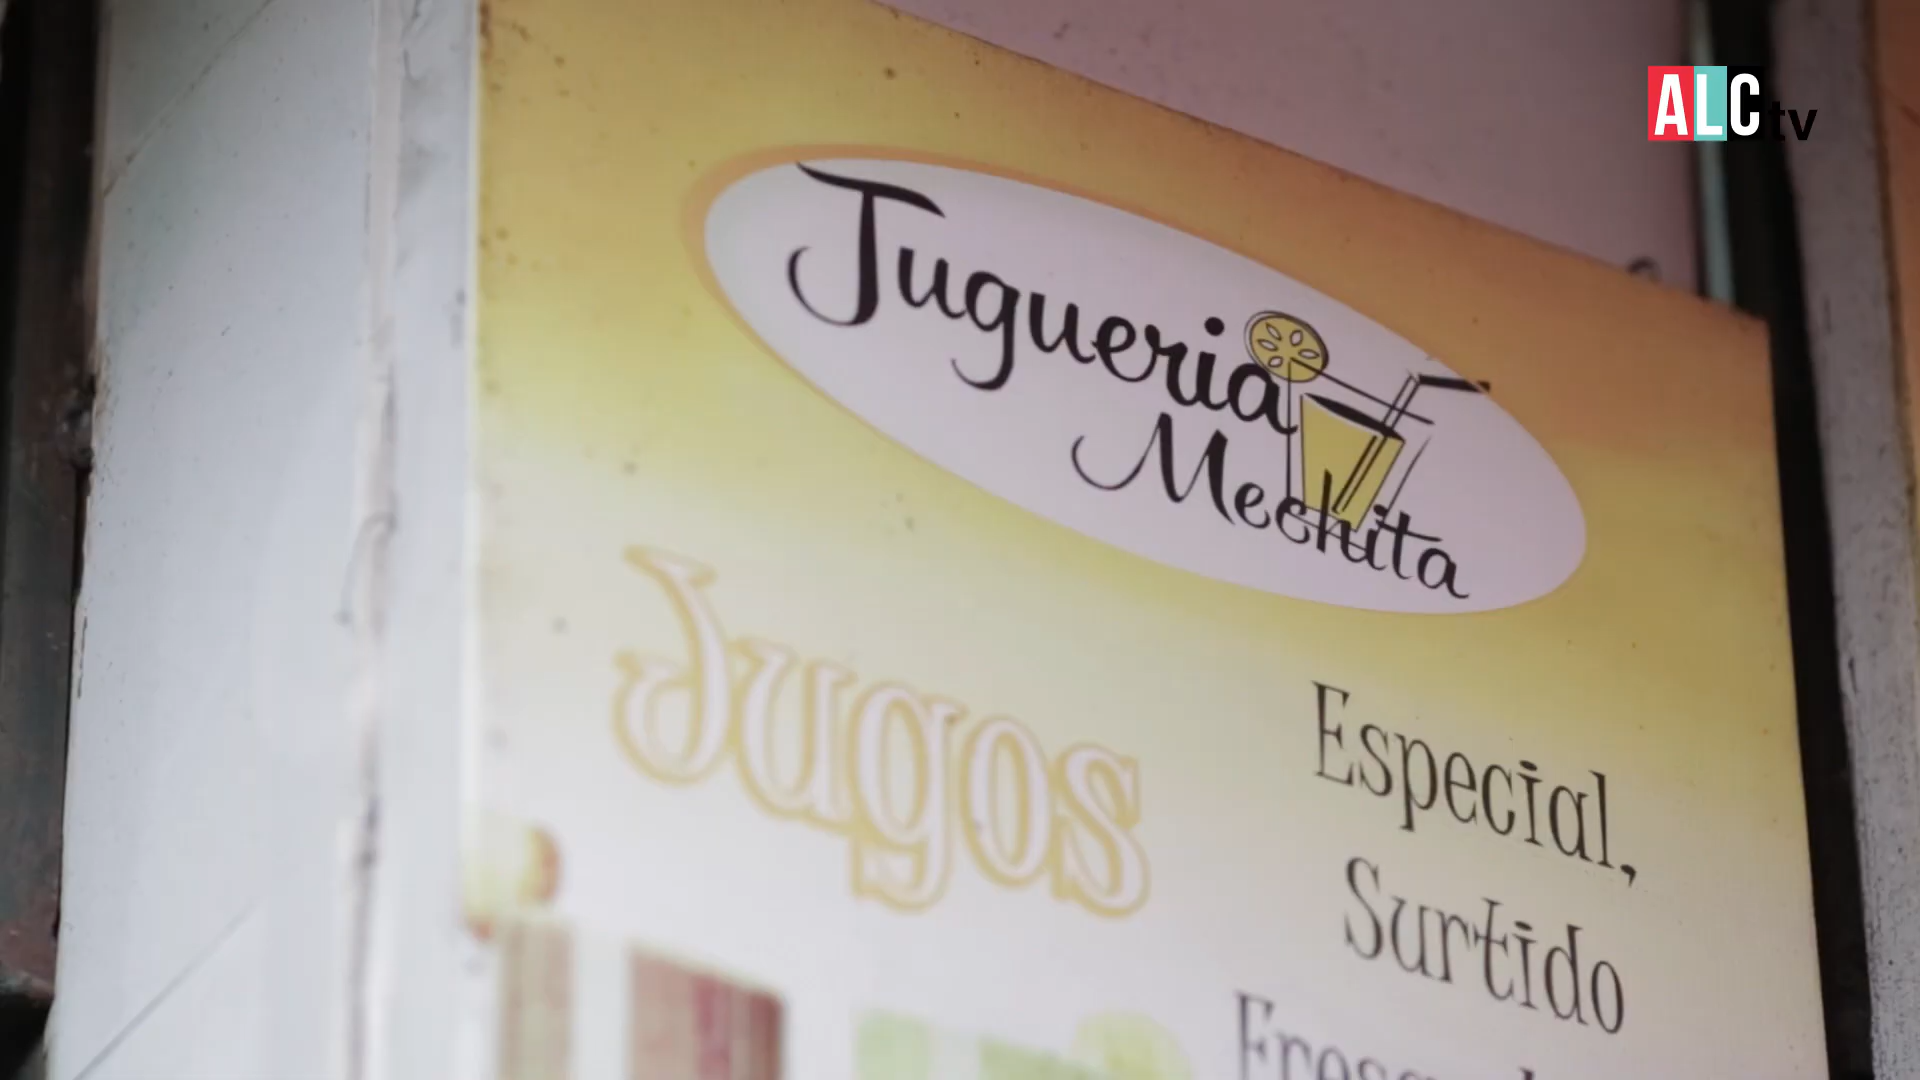 ALCtv
Jugueria
Mechita
Jugos
Especial,
Surtido